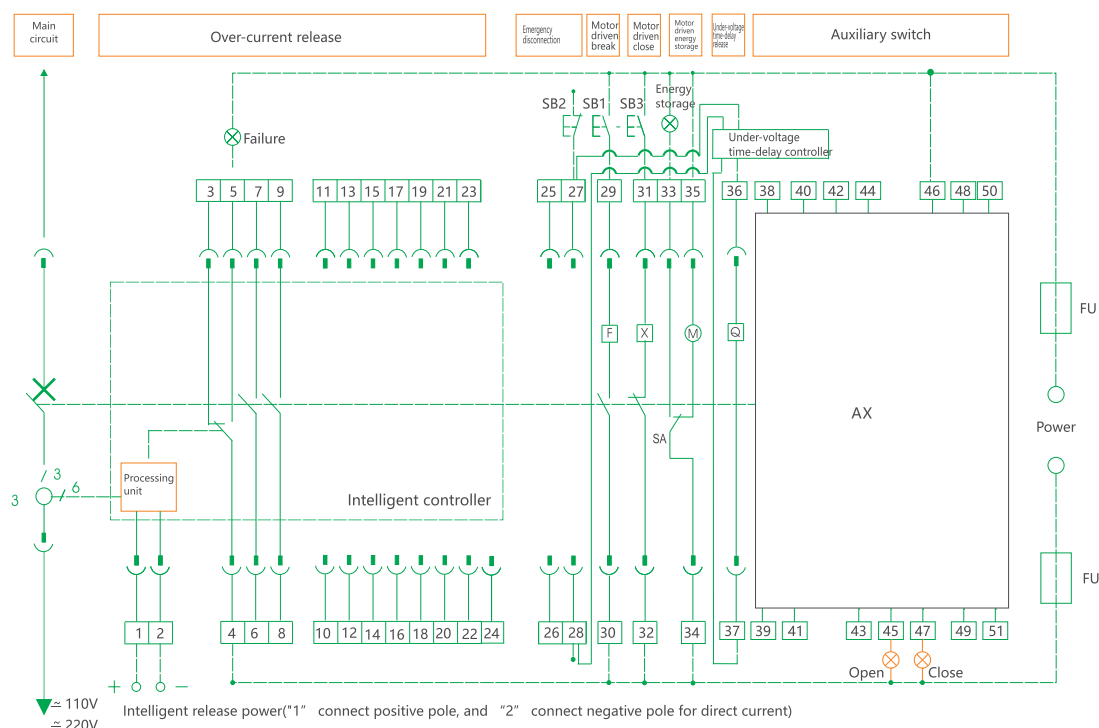 Main
circuit
Over-current release
Emergency
disconnection
Motor
driven
break
Motor
driven
close
Motor
driven
energy
storage
Under-voltage
time-delay
release
Auxiliary switch
SB2
SB1
SB3
Energy
storage
Failure
Under-voltage
time-delay controller
3 5 7 9
11 13 15 17 19 21 23
25 27
29
31 33 35
36
38
40
42
44
46
48
50
FU
F
X
M
Q
AX
SA
Power
3
3
6
Processing
unit
Intelligent controller
FU
1 2
4 6 8
10 12 14 16 18 20 22 24
26 28
30
32
34
37
39
41
43
45
47
49
51
Open
Close
+
−
≃ 110V
≃ 220V
Intelligent release power("1" connect positive pole, and “2” connect negative pole for direct current)